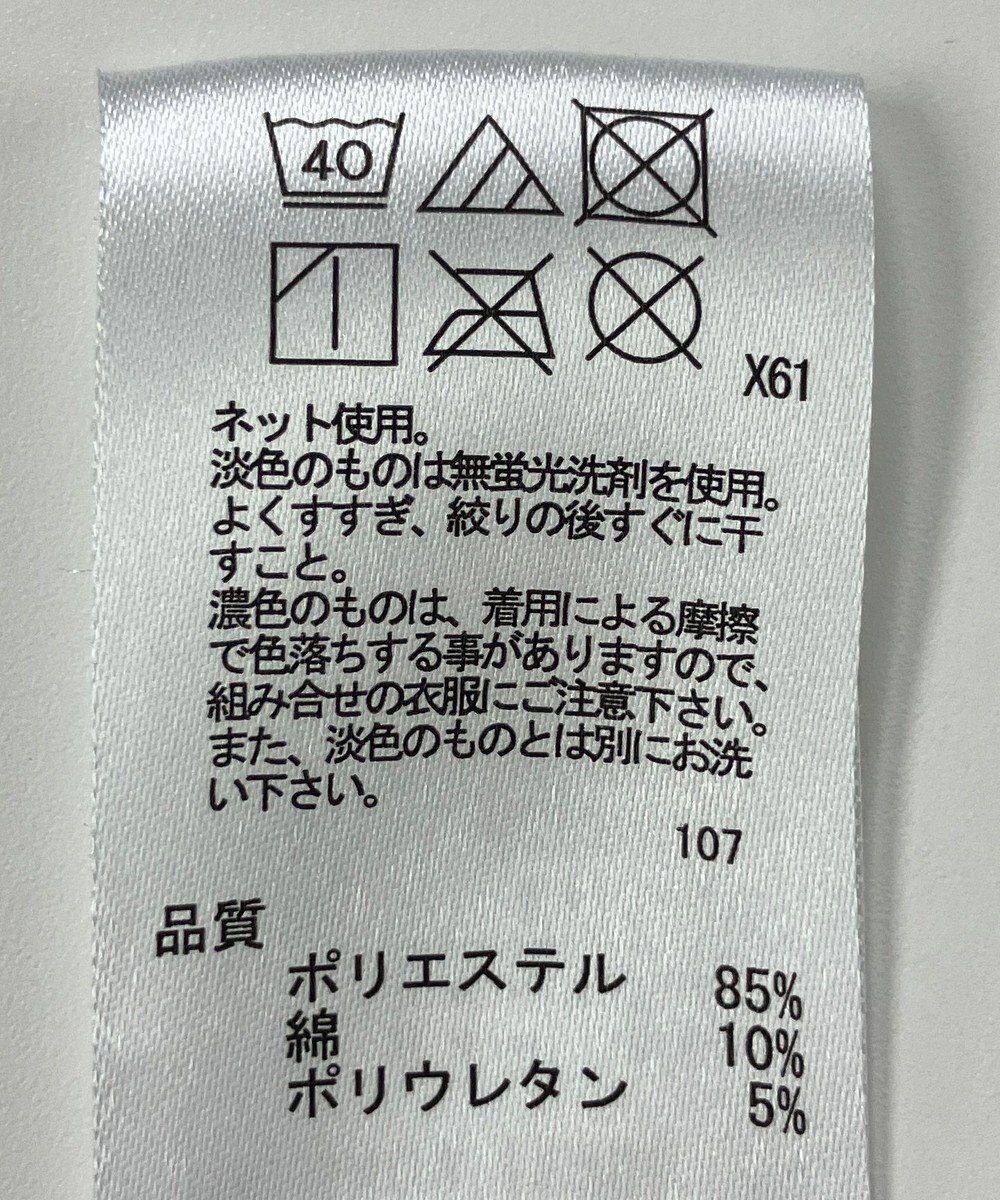 40
X61
ネット使用。
淡色のものは無蛍光洗剤を使用。
よくすすぎ、絞りの後すぐに干
すこと。
濃色のものは、着用による摩擦
で色落ちする事がありますので、
組み合せの衣服にご注意下さい。
また、淡色のものとは別にお洗
い下さい。
107
品質
ポリエステル 85%
綿 10%
ポリウレタン 5%